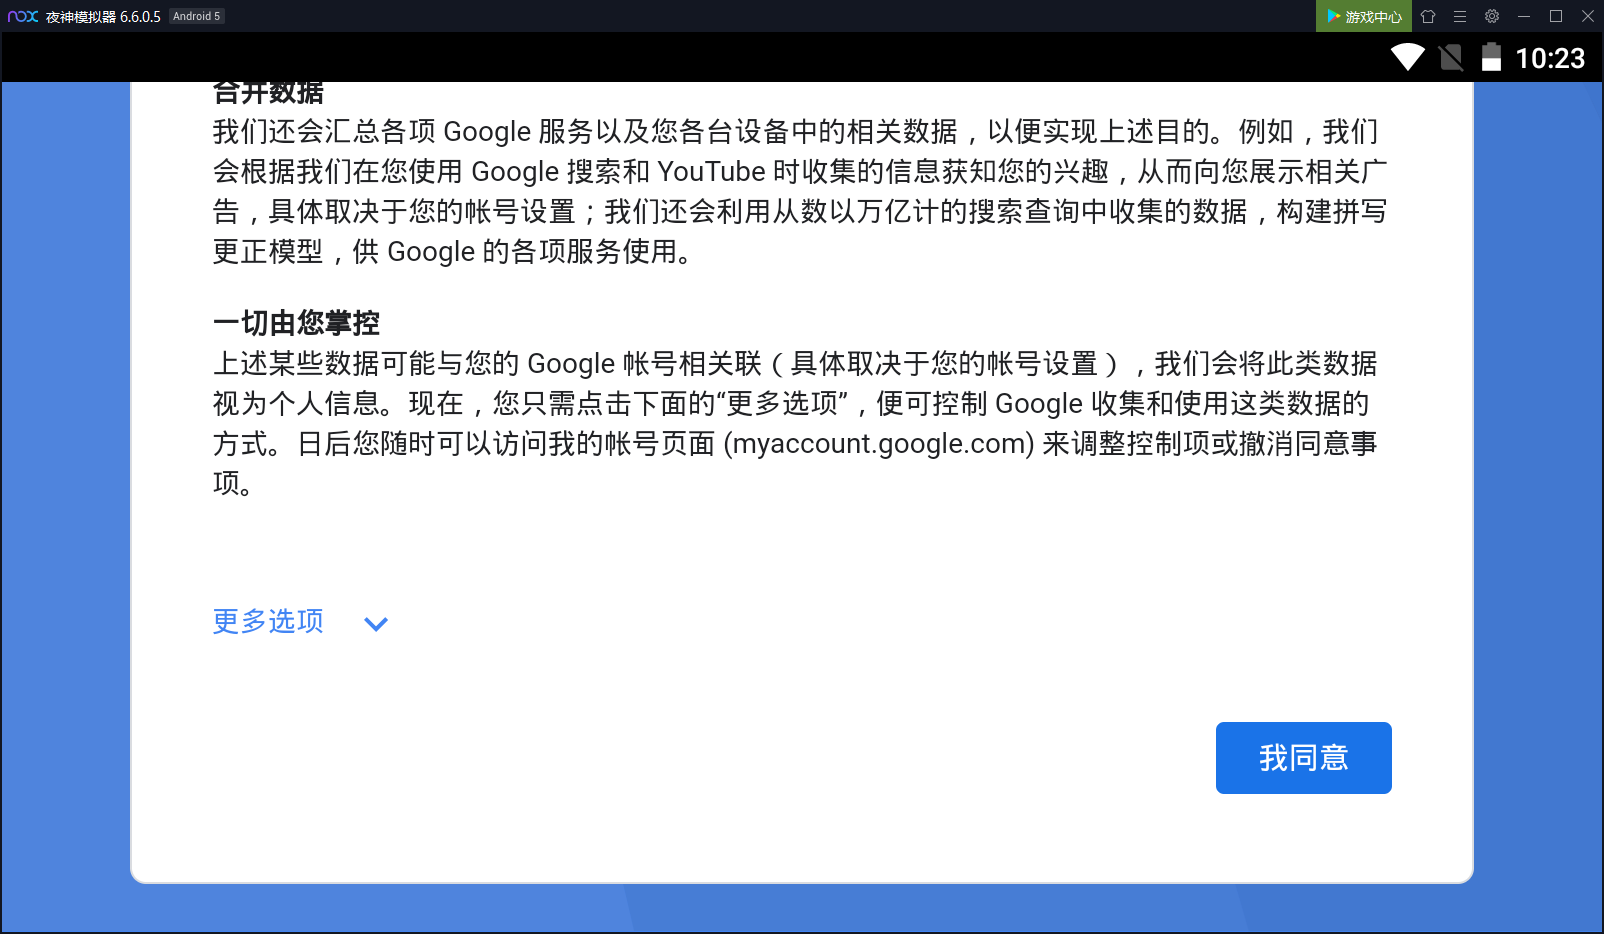 nox 夜神模拟器 6.6.0.5 Android 5
游戏中心
10:23
合并数据
我们还会汇总各项 Google 服务以及您各台设备中的相关数据，以便实现上述目的。例如，我们
会根据我们在您使用 Google 搜索和 YouTube 时收集的信息获知您的兴趣，从而向您展示相关广
告，具体取决于您的帐号设置；我们还会利用从数以万亿计的搜索查询中收集的数据，构建拼写
更正模型，供 Google 的各项服务使用。
一切由您掌控
上述某些数据可能与您的 Google 帐号相关联（具体取决于您的帐号设置），我们会将此类数据
视为个人信息。现在，您只需点击下面的“更多选项”，便可控制 Google 收集和使用这类数据的
方式。日后您随时可以访问我的帐号页面 (myaccount.google.com) 来调整控制项或撤消同意事
项。
更多选项
我同意